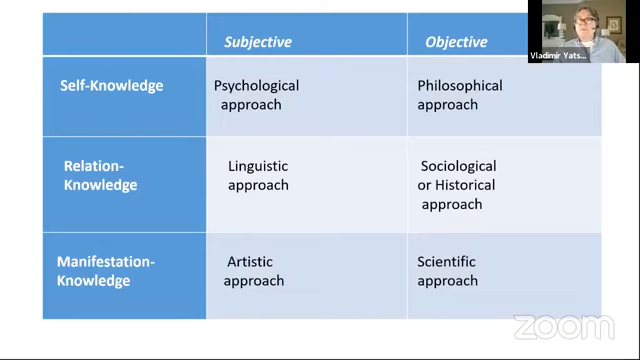 Subjective
Objective
Vladimir Yats...
Self-Knowledge
Psychological
approach
Philosophical
approach
Relation-
Knowledge
Linguistic
approach
Sociological
or Historical
approach
Manifestation-
Knowledge
Artistic
approach
Scientific
approach
zoom